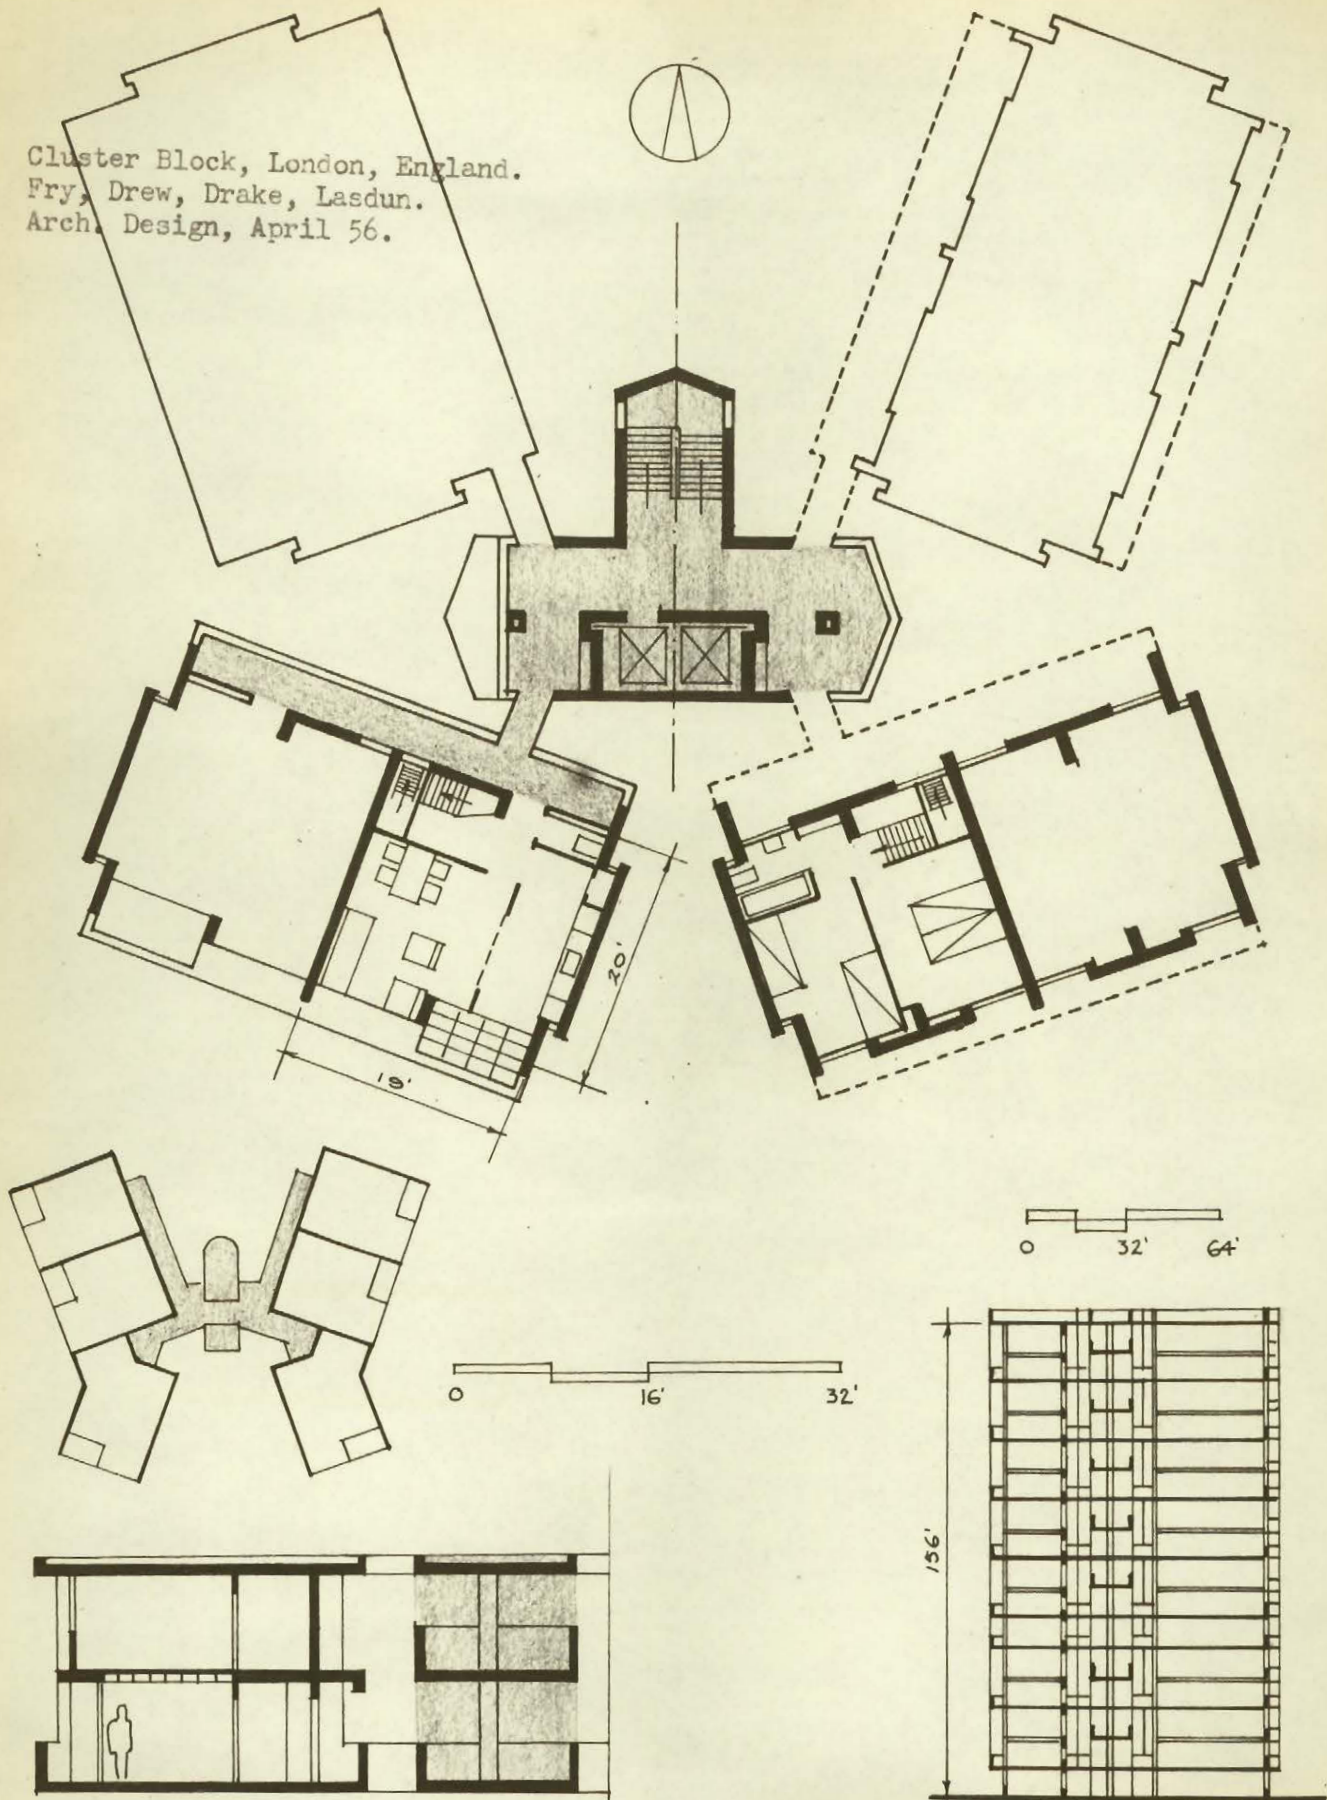 Cluster Block, London, England.
Fry, Drew, Drake, Lasdun.
Arch. Design, April 56.
20'
19'
0 32' 64'
0 16' 32'
156'